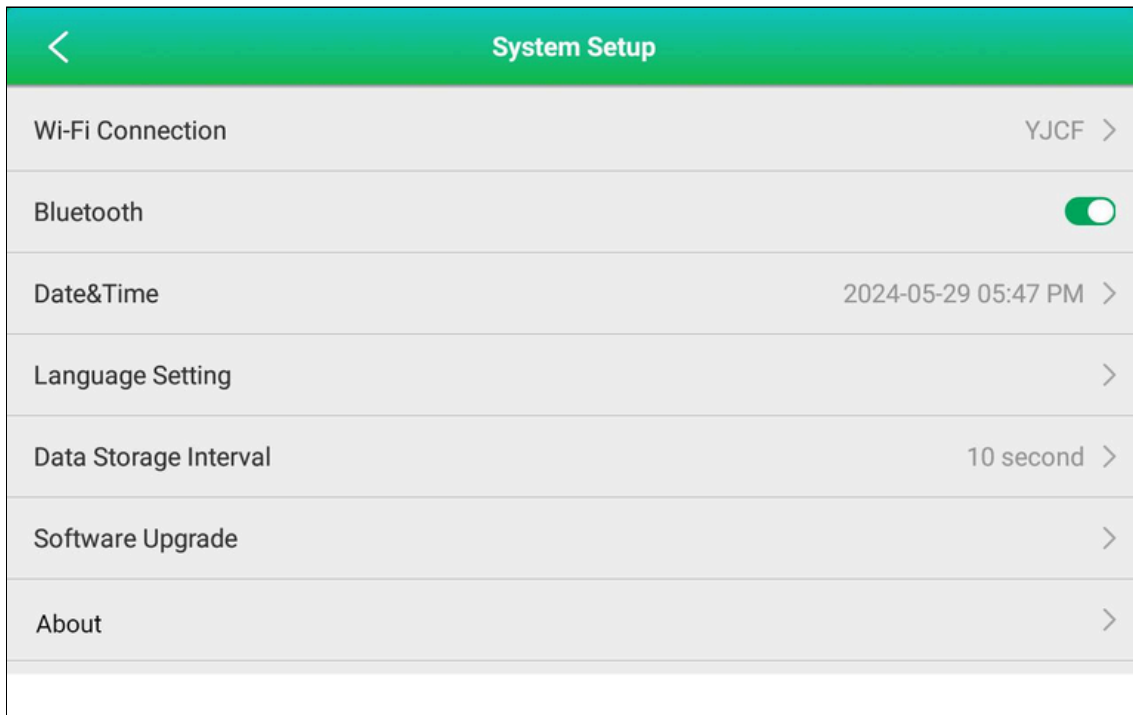 System Setup
Wi-Fi Connection YJCF
Bluetooth
Date&Time 2024-05-29 05:47 PM
Language Setting
Data Storage Interval 10 second
Software Upgrade
About